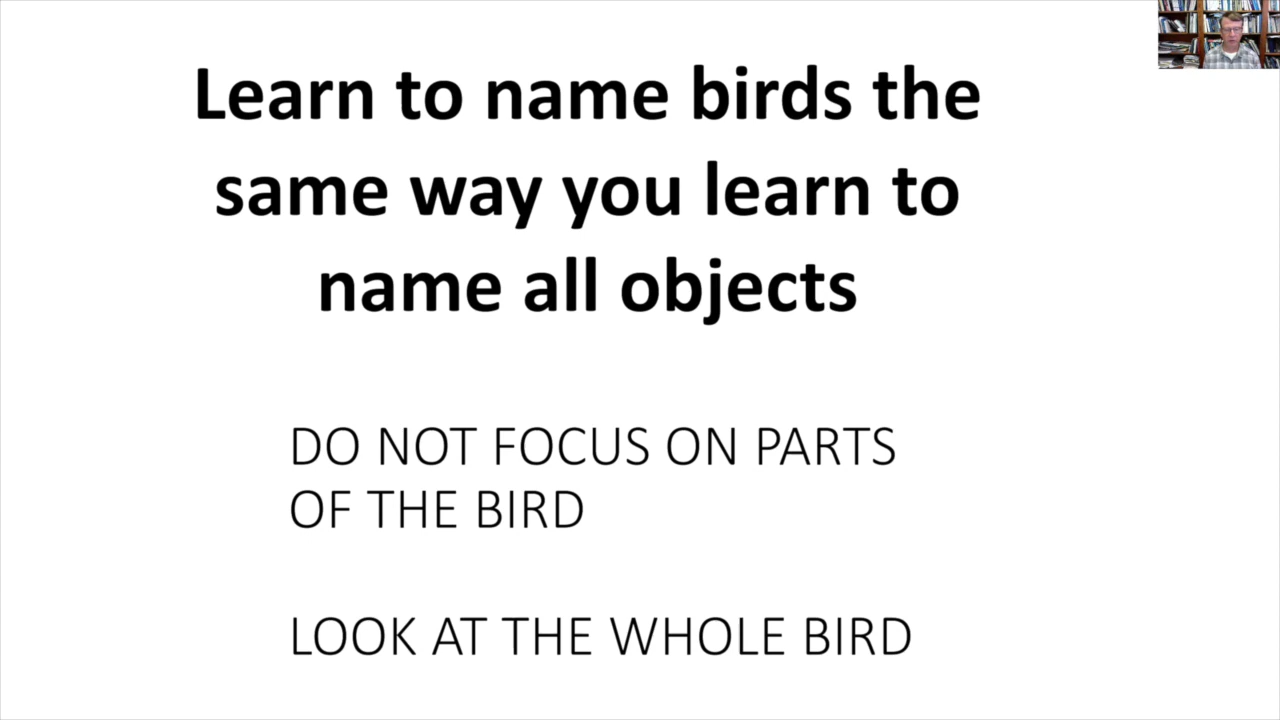 Learn to name birds the
same way you learn to
name all objects
DO NOT FOCUS ON PARTS
OF THE BIRD
LOOK AT THE WHOLE BIRD